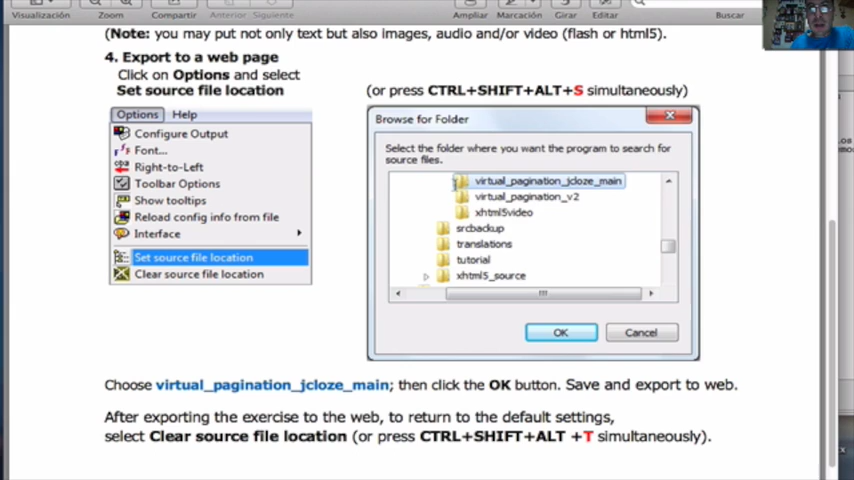 Visualización Zoom Compartir Anterior Siguiente Ampliar Marcación Girar Editar Buscar
(Note: you may put not only text but also images, audio and/or video (flash or html5).
4. Export to a web page
Click on Options and select
Set source file location (or press CTRL+SHIFT+ALT+S simultaneously)
Options Help
Configure Output
Font...
Right-to-Left
Toolbar Options
Show tooltips
Reload config info from file
Interface
Set source file location
Clear source file location
Browse for Folder
Select the folder where you want the program to search for
source files.
virtual_pagination_jcloze_main
virtual_pagination_v2
xhtml5video
srcbackup
translations
tutorial
xhtml5_source
OK Cancel
Choose virtual_pagination_jcloze_main; then click the OK button. Save and export to web.
After exporting the exercise to the web, to return to the default settings,
select Clear source file location (or press CTRL+SHIFT+ALT +T simultaneously).